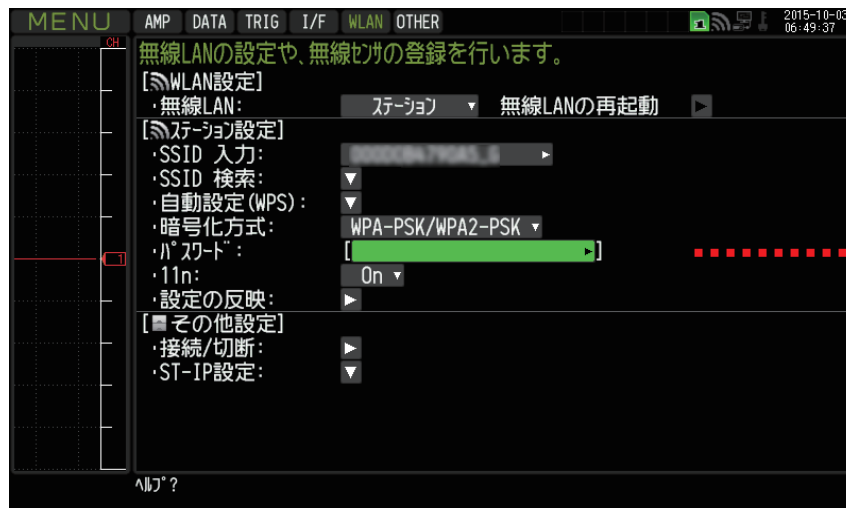 MENU AMP DATA TRIG I/F WLAN OTHER 2015-10-03
06:49:37
CH
無線LANの設定や、無線ｾﾝｻの登録を行います。
[WLAN設定]
・無線LAN: ｽﾃｰｼｮﾝ ▼ 無線LANの再起動 ▶
[ｽﾃｰｼｮﾝ設定]
・SSID 入力: ▶
・SSID 検索: ▼
・自動設定(WPS): ▼
・暗号化方式: WPA-PSK/WPA2-PSK ▼
・ﾊﾟｽﾜｰﾄﾞ: [ ▶]
1
・11n: On ▼
・設定の反映: ▶
[その他設定]
・接続/切断: ▶
・ST-IP設定: ▼
ﾍﾙﾌﾟ?